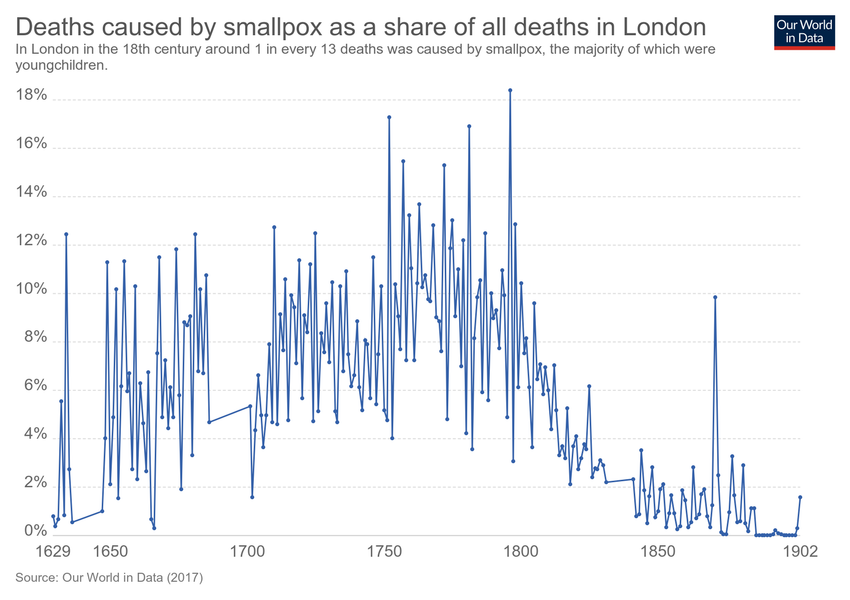 Deaths caused by smallpox as a share of all deaths in London
Our World
in Data
In London in the 18th century around 1 in every 13 deaths was caused by smallpox, the majority of which were
youngchildren.
18%
16%
14%
12%
10%
8%
6%
4%
2%
0%
1629 1650 1700 1750 1800 1850 1902
Source: Our World in Data (2017)